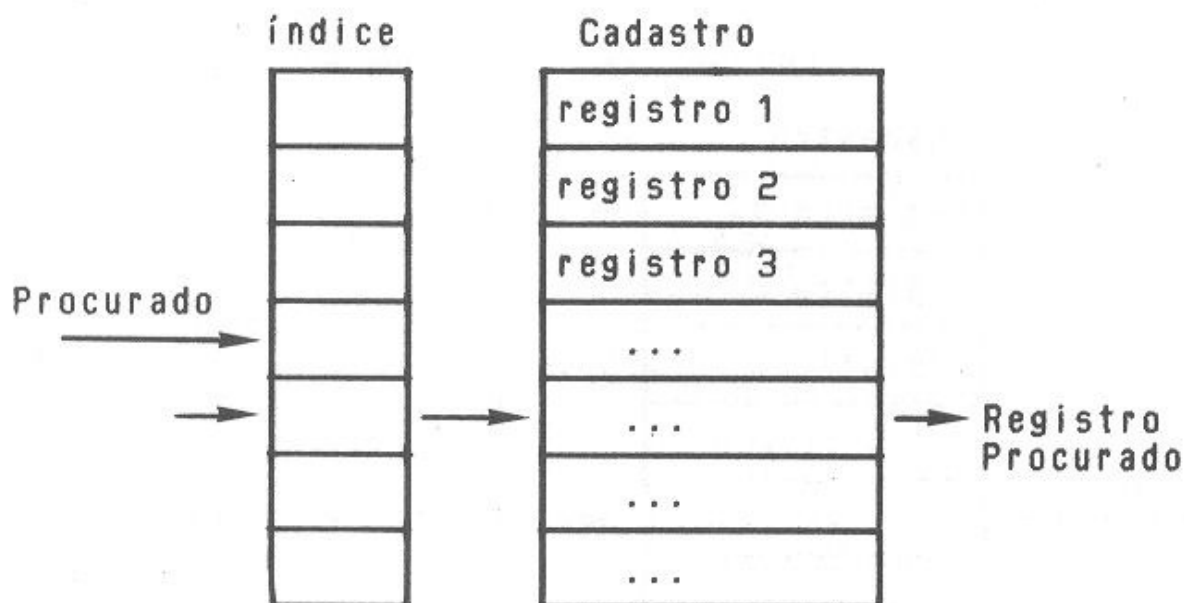 índice
Cadastro
registro 1
registro 2
registro 3
Procurado
...
...
Registro
Procurado
...
...